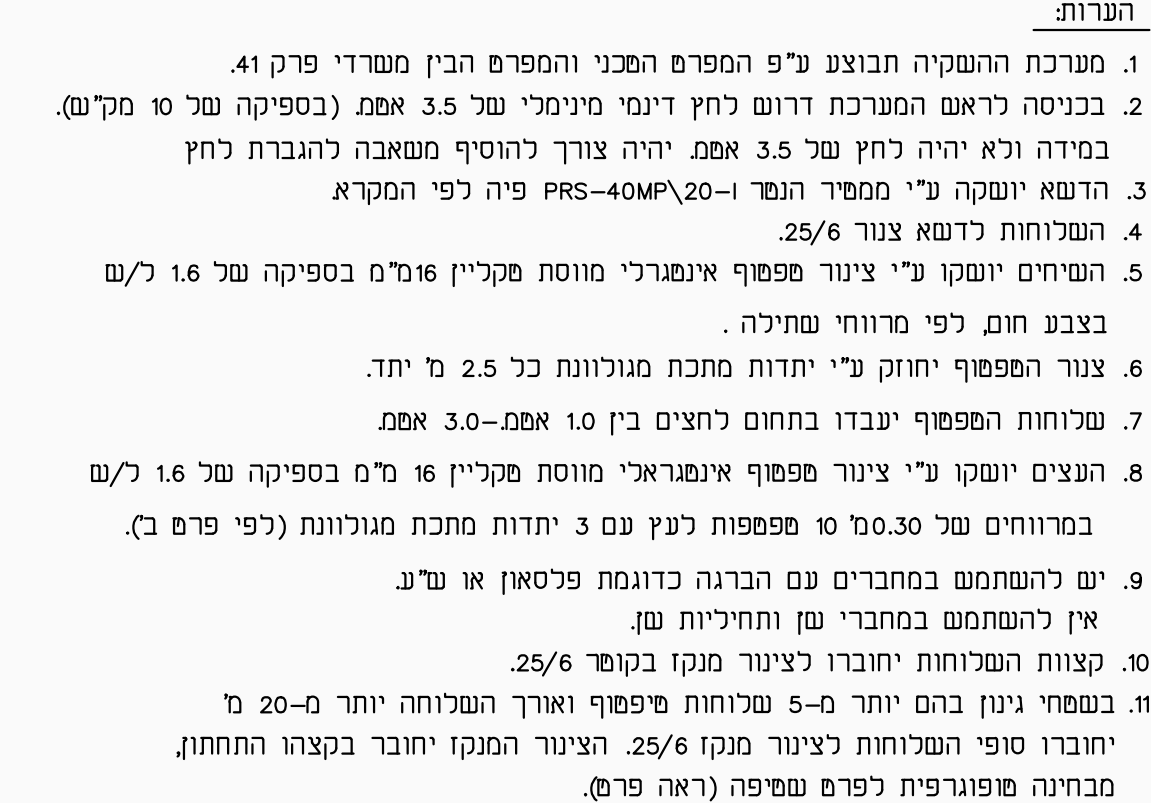 הערות:
1. מערכת ההשקיה תבוצע ע"פ המפרט הטכני והמפרט הבין משרדי פרק 41.
2. בכניסה לראש המערכת דרוש לחץ דינמי מינימלי של 3.5 אטמ. (בספיקה של 10 מק"ש).
במידה ולא יהיה לחץ של 3.5 אטמ. יהיה צורך להוסיף משאבה להגברת לחץ
3. הדשא יושקה ע"י ממטיר הנטר PRS-40MP\20-I פיה לפי המקרא.
4. השלוחות לדשא צנור 25/6.
5. השיחים יושקו ע"י צינור טפטוף אינטגרלי מווסת טקליין 16מ"מ בספיקה של 1.6 ל/ש
בצבע חום, לפי מרווחי שתילה .
6. צנור הטפטוף יחוזק ע"י יתדות מתכת מגולוונת כל 2.5 מ' יתד.
7. שלוחות הטפטוף יעבדו בתחום לחצים בין 1.0 אטמ.-3.0 אטמ.
8. העצים יושקו ע"י צינור טפטוף אינטגראלי מווסת טקליין 16 מ"מ בספיקה של 1.6 ל/ש
במרווחים של 0.30מ' 10 טפטפות לעץ עם 3 יתדות מתכת מגולוונת (לפי פרט ב').
9. יש להשתמש במחברים עם הברגה כדוגמת פלסאון או ש"ע.
אין להשתמש במחברי שן ותחיליות שן.
10. קצוות השלוחות יחוברו לצינור מנקז בקוטר 25/6.
11. בשטחי גינון בהם יותר מ-5 שלוחות טיפטוף ואורך השלוחה יותר מ-20 מ'
יחוברו סופי השלוחות לצינור מנקז 25/6. הצינור המנקז יחובר בקצהו התחתון,
מבחינה טופוגרפית לפרט שטיפה (ראה פרט).